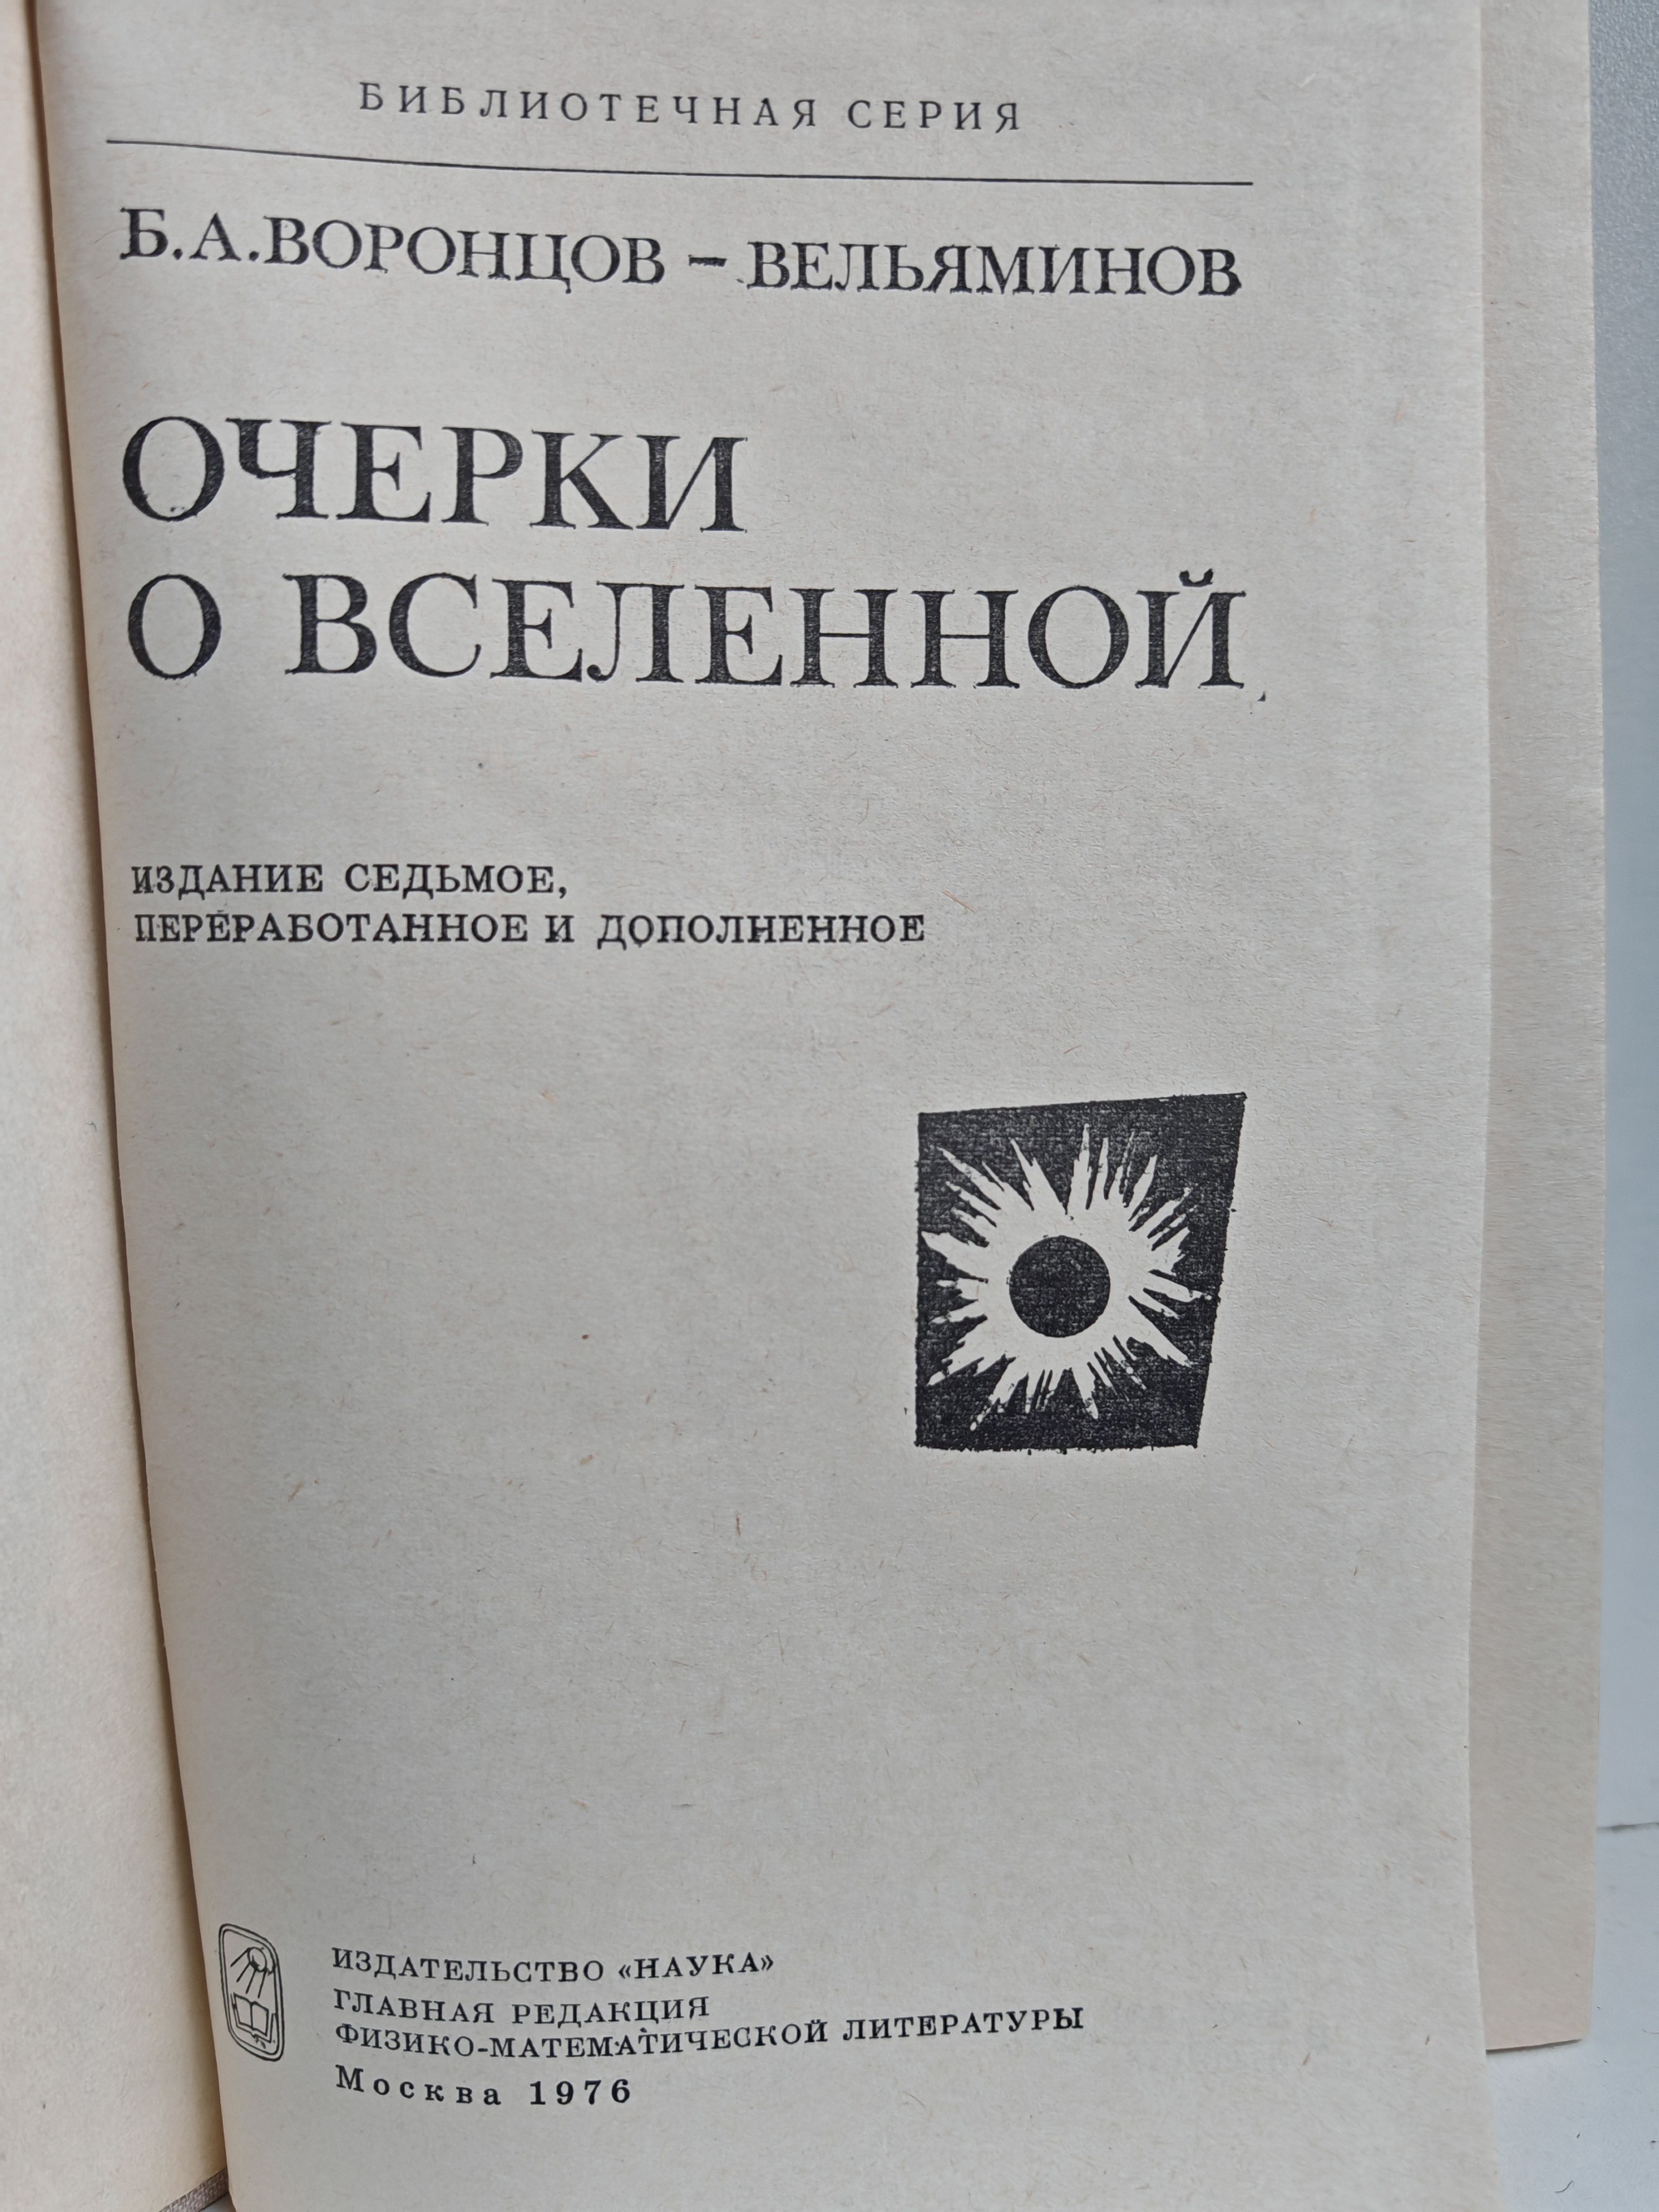 БИБЛИОТЕЧНАЯ СЕРИЯ
Б.А.ВОРОНЦОВ – ВЕЛЬЯМИНОВ
ОЧЕРКИ
О ВСЕЛЕННОЙ
ИЗДАНИЕ СЕДЬМОЕ,
ПЕРЕРАБОТАННОЕ И ДОПОЛНЕННОЕ
ИЗДАТЕЛЬСТВО «НАУКА»
ГЛАВНАЯ РЕДАКЦИЯ
ФИЗИКО-МАТЕМАТИЧЕСКОЙ ЛИТЕРАТУРЫ
Москва 1976